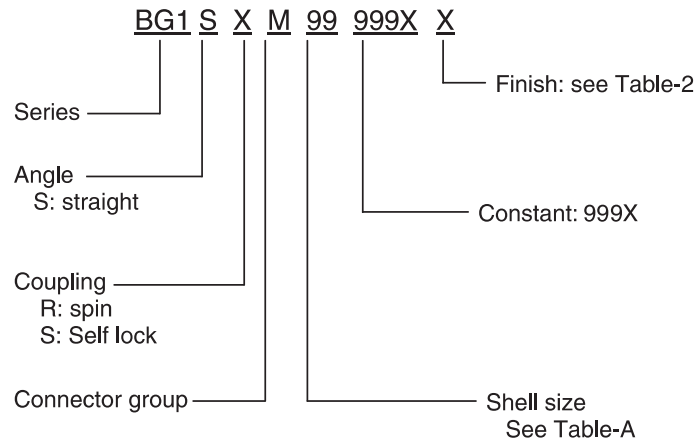 BG1 S X M 99 999X X
Finish: see Table-2
Series
Angle
S: straight
Constant: 999X
Coupling
R: spin
S: Self lock
Connector group
Shell size
See Table-A